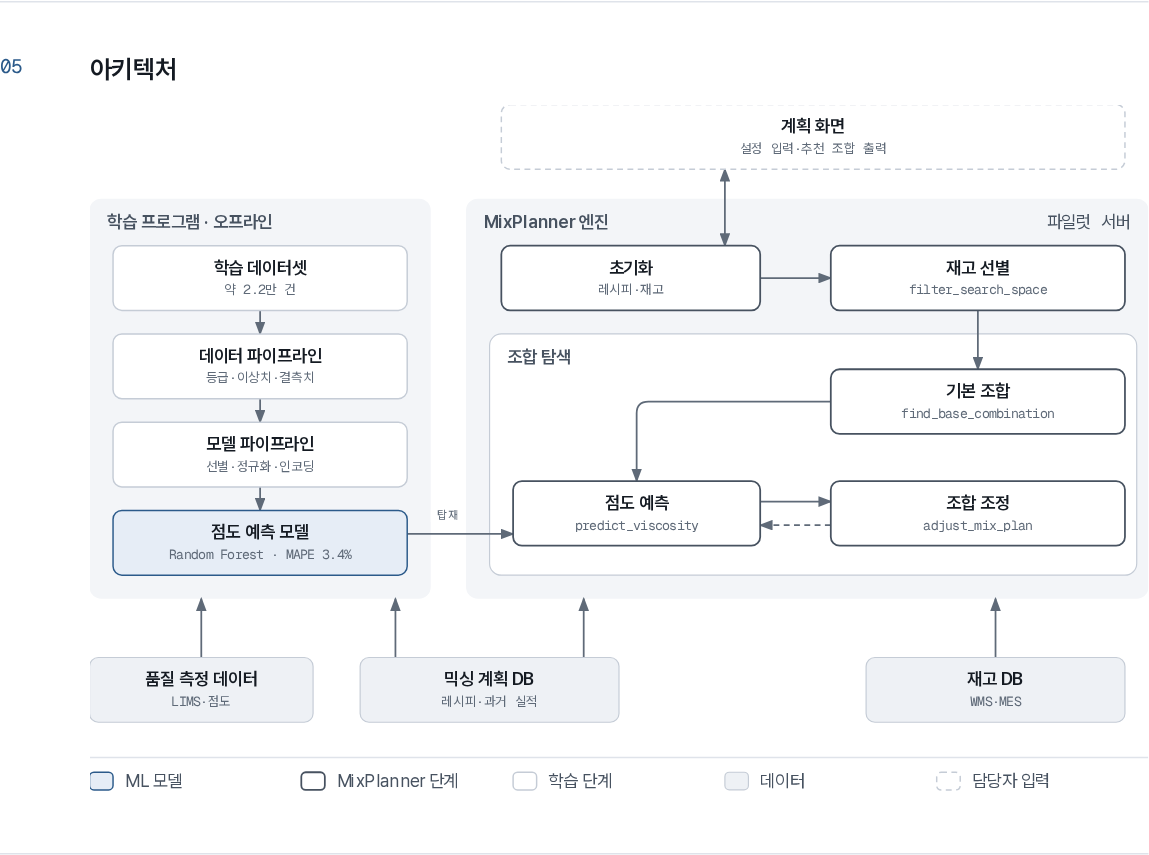 05
아키텍처
계획 화면
설정 입력·추천 조합 출력
학습 프로그램 · 오프라인
학습 데이터셋
약 2.2만 건
데이터 파이프라인
등급·이상치·결측치
모델 파이프라인
선별·정규화·인코딩
점도 예측 모델
Random Forest · MAPE 3.4%
탑재
MixPlanner 엔진
파일럿 서버
초기화
레시피·재고
재고 선별
filter_search_space
조합 탐색
기본 조합
find_base_combination
점도 예측
predict_viscosity
조합 조정
adjust_mix_plan
품질 측정 데이터
LIMS·점도
믹싱 계획 DB
레시피·과거 실적
재고 DB
WMS·MES
ML 모델
MixPlanner 단계
학습 단계
데이터
담당자 입력